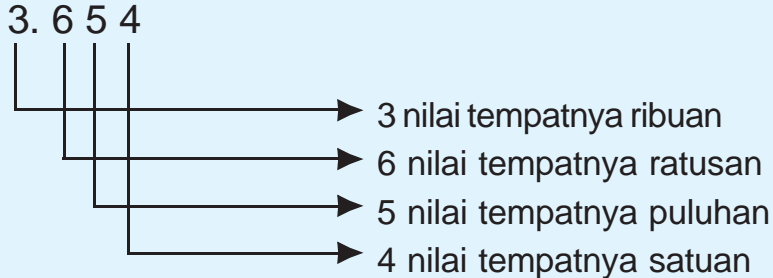 3. 6 5 4
3 nilai tempatnya ribuan
6 nilai tempatnya ratusan
5 nilai tempatnya puluhan
4 nilai tempatnya satuan